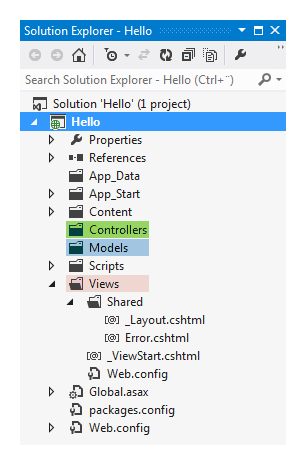 Solution Explorer - Hello
Search Solution Explorer - Hello (Ctrl+¨)
Solution 'Hello' (1 project)
Hello
Properties
References
App_Data
App_Start
Content
Controllers
Models
Scripts
Views
Shared
_Layout.cshtml
Error.cshtml
_ViewStart.cshtml
Web.config
Global.asax
packages.config
Web.config